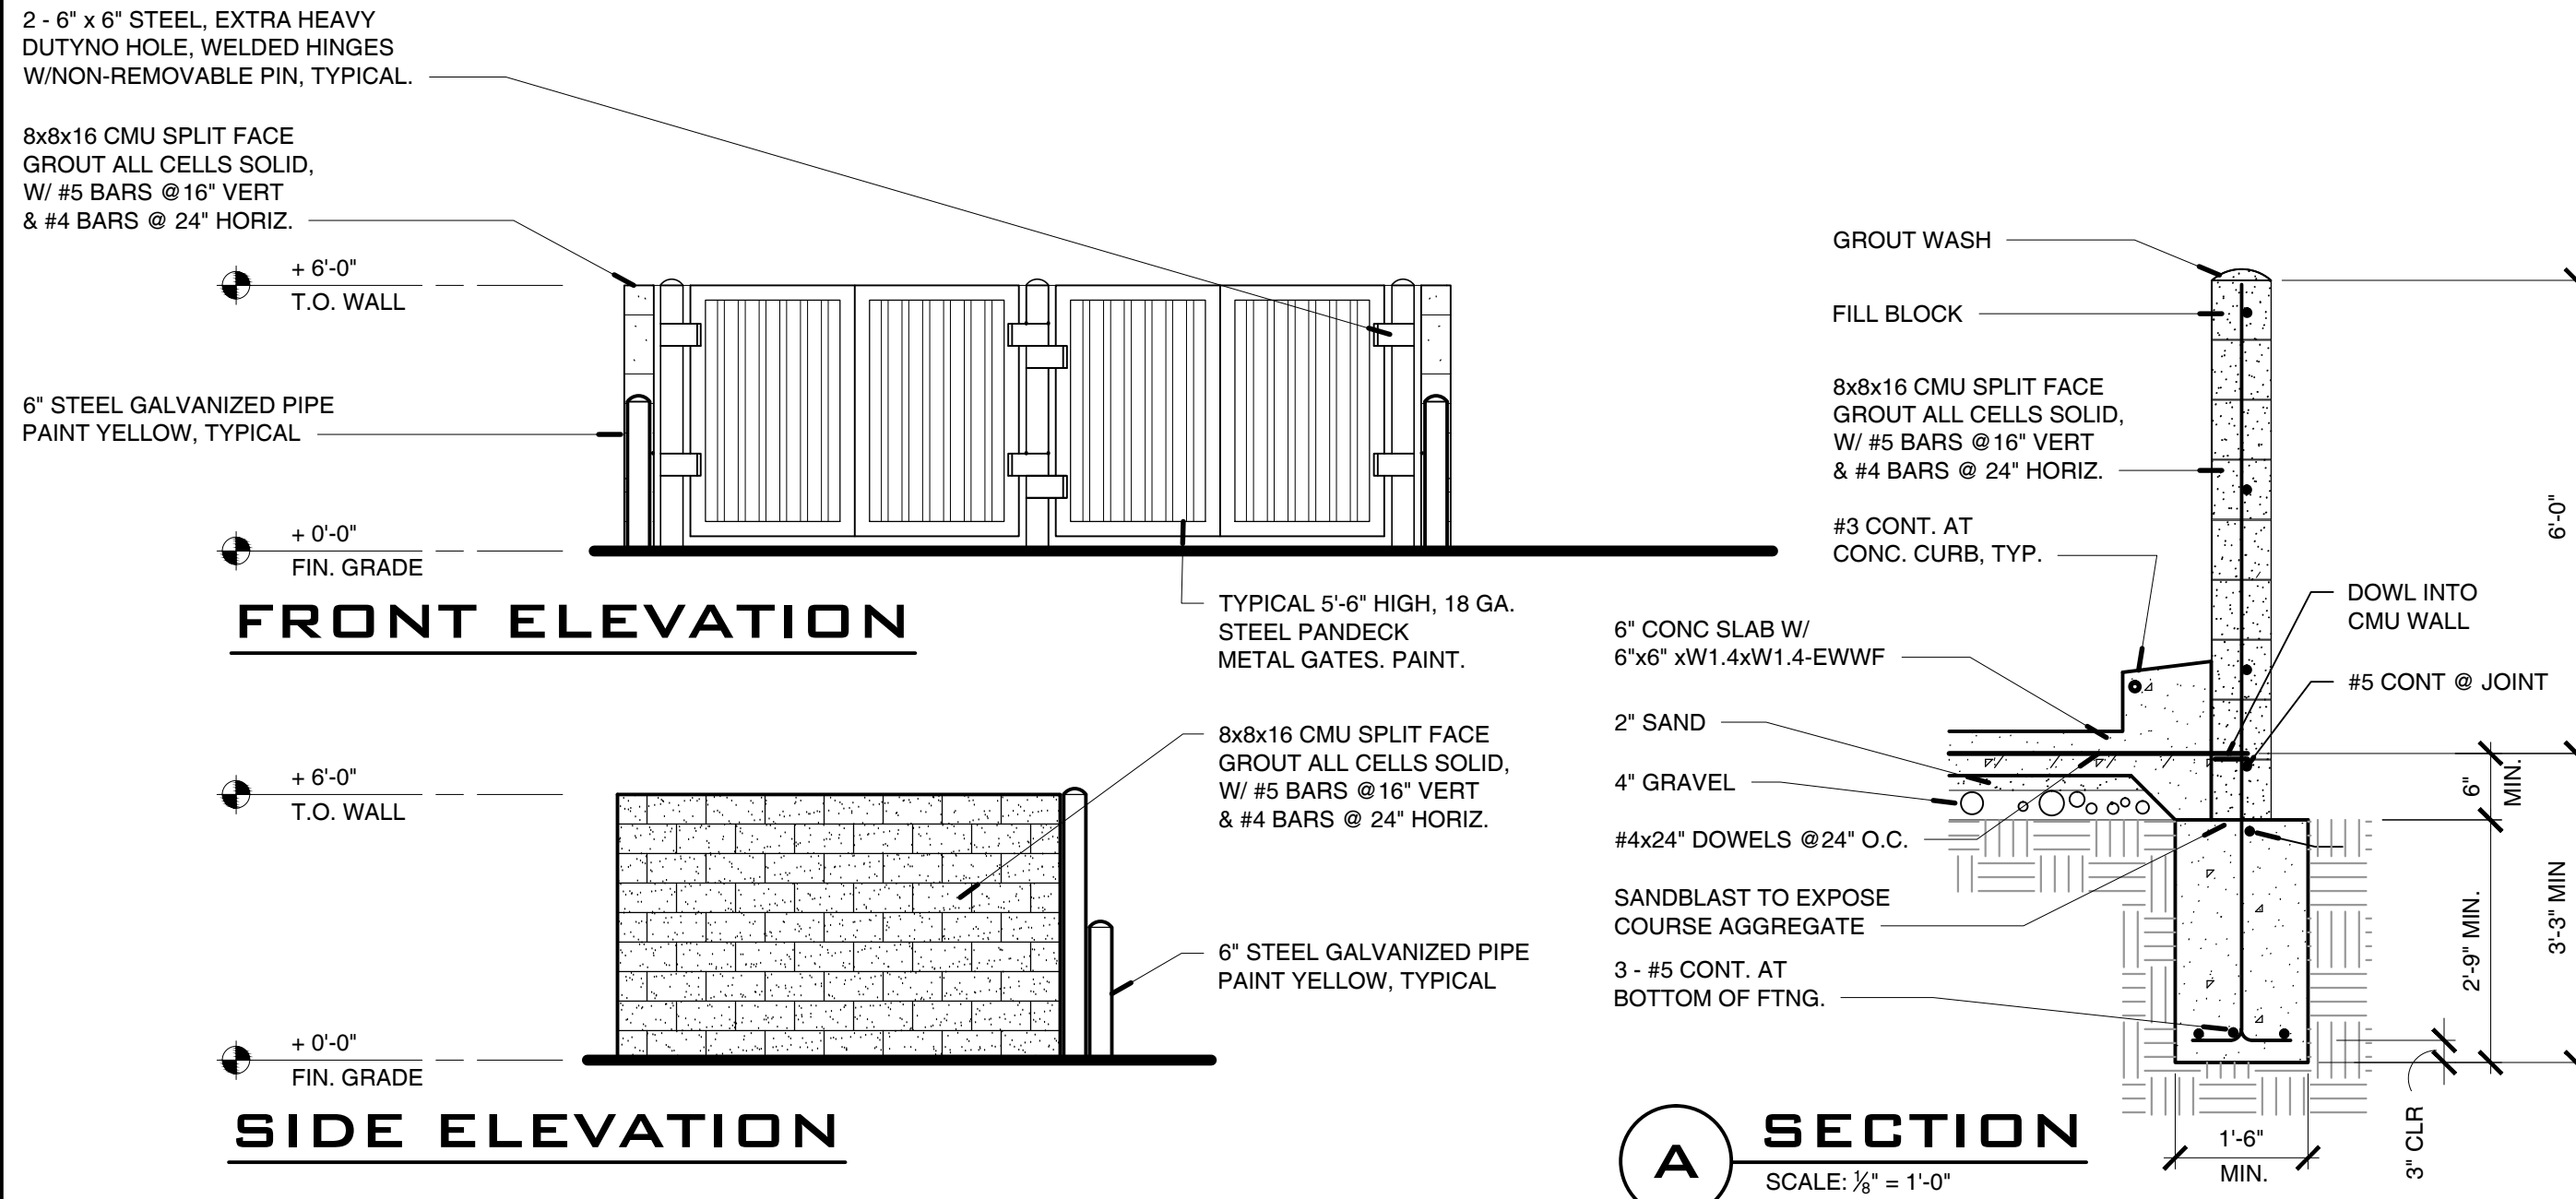 2 - 6" x 6" STEEL, EXTRA HEAVY
DUTYNO HOLE, WELDED HINGES
W/NON-REMOVABLE PIN, TYPICAL.
8x8x16 CMU SPLIT FACE
GROUT ALL CELLS SOLID,
W/ #5 BARS @16" VERT
& #4 BARS @ 24" HORIZ.
+ 6'-0"
T.O. WALL
6" STEEL GALVANIZED PIPE
PAINT YELLOW, TYPICAL
+ 0'-0"
FIN. GRADE
FRONT ELEVATION
TYPICAL 5'-6" HIGH, 18 GA.
STEEL PANDECK
METAL GATES. PAINT.
8x8x16 CMU SPLIT FACE
GROUT ALL CELLS SOLID,
W/ #5 BARS @16" VERT
& #4 BARS @ 24" HORIZ.
+ 6'-0"
T.O. WALL
6" STEEL GALVANIZED PIPE
PAINT YELLOW, TYPICAL
+ 0'-0"
FIN. GRADE
SIDE ELEVATION
GROUT WASH
FILL BLOCK
8x8x16 CMU SPLIT FACE
GROUT ALL CELLS SOLID,
W/ #5 BARS @16" VERT
& #4 BARS @ 24" HORIZ.
#3 CONT. AT
CONC. CURB, TYP.
6" CONC SLAB W/
6"x6" xW1.4xW1.4-EWWF
2" SAND
4" GRAVEL
#4x24" DOWELS @24" O.C.
SANDBLAST TO EXPOSE
COURSE AGGREGATE
3 - #5 CONT. AT
BOTTOM OF FTNG.
DOWL INTO
CMU WALL
#5 CONT @ JOINT
6'-0"
6"
MIN.
2'-9" MIN.
3'-3" MIN
3" CLR
1'-6"
MIN.
A
SECTION
SCALE: ⅛" = 1'-0"